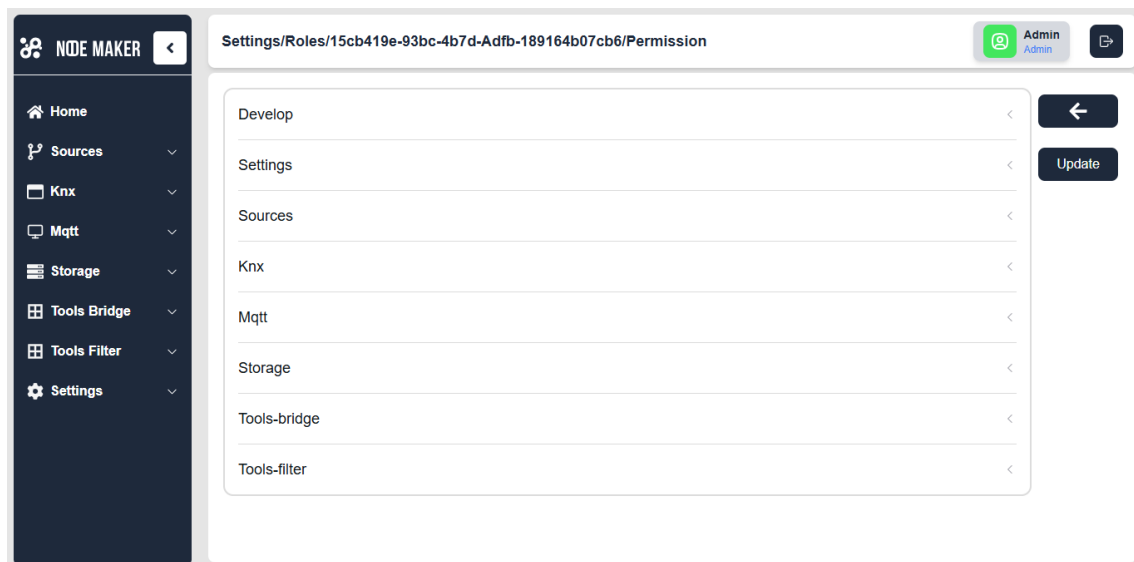 NODE MAKER
Home
Sources
Knx
Mqtt
Storage
Tools Bridge
Tools Filter
Settings
Settings/Roles/15cb419e-93bc-4b7d-Adfb-189164b07cb6/Permission
Admin
Admin
Develop
Settings
Sources
Knx
Mqtt
Storage
Tools-bridge
Tools-filter
Update